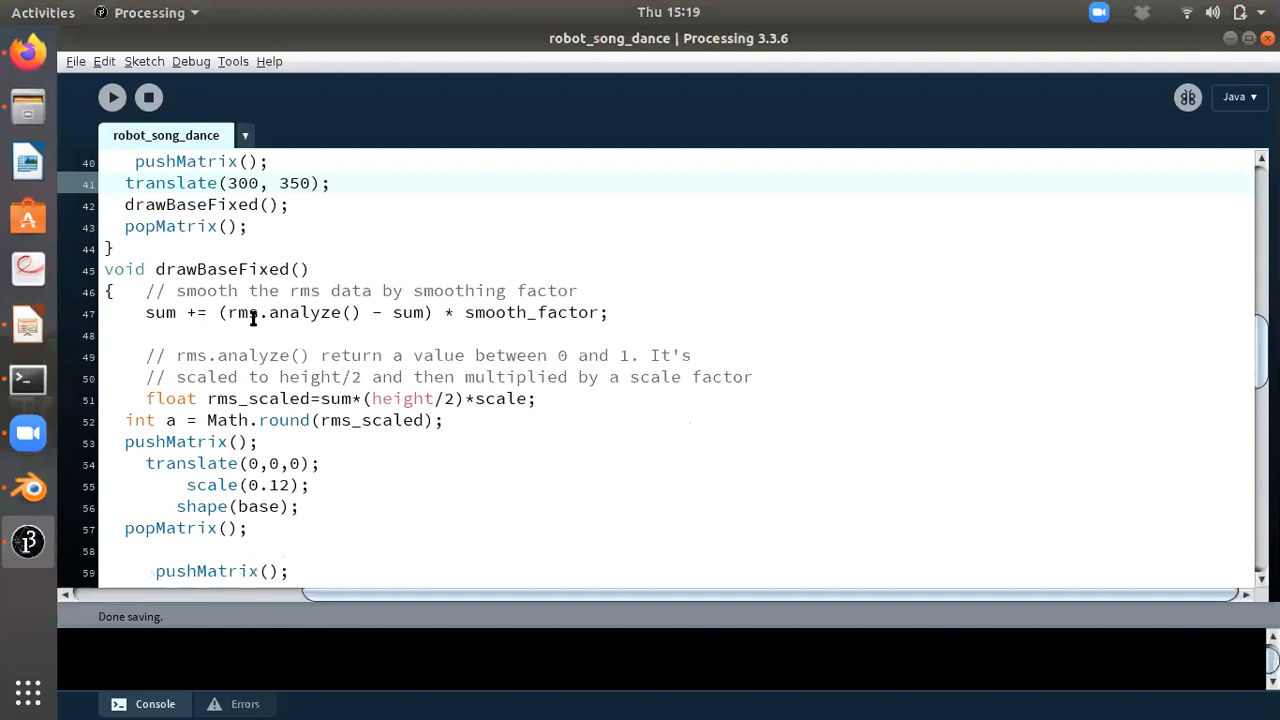 Activities
Processing
Thu 15:19
robot_song_dance | Processing 3.3.6
File Edit Sketch Debug Tools Help
Java
robot_song_dance
40 pushMatrix();
41 translate(300, 350);
42 drawBaseFixed();
43 popMatrix();
44 }
45 void drawBaseFixed()
46 { // smooth the rms data by smoothing factor
47 sum += (rms.analyze() - sum) * smooth_factor;
48
49 // rms.analyze() return a value between 0 and 1. It's
50 // scaled to height/2 and then multiplied by a scale factor
51 float rms_scaled=sum*(height/2)*scale;
52 int a = Math.round(rms_scaled);
53 pushMatrix();
54 translate(0,0,0);
55 scale(0.12);
56 shape(base);
57 popMatrix();
58
59 pushMatrix();
Done saving.
Console
Errors